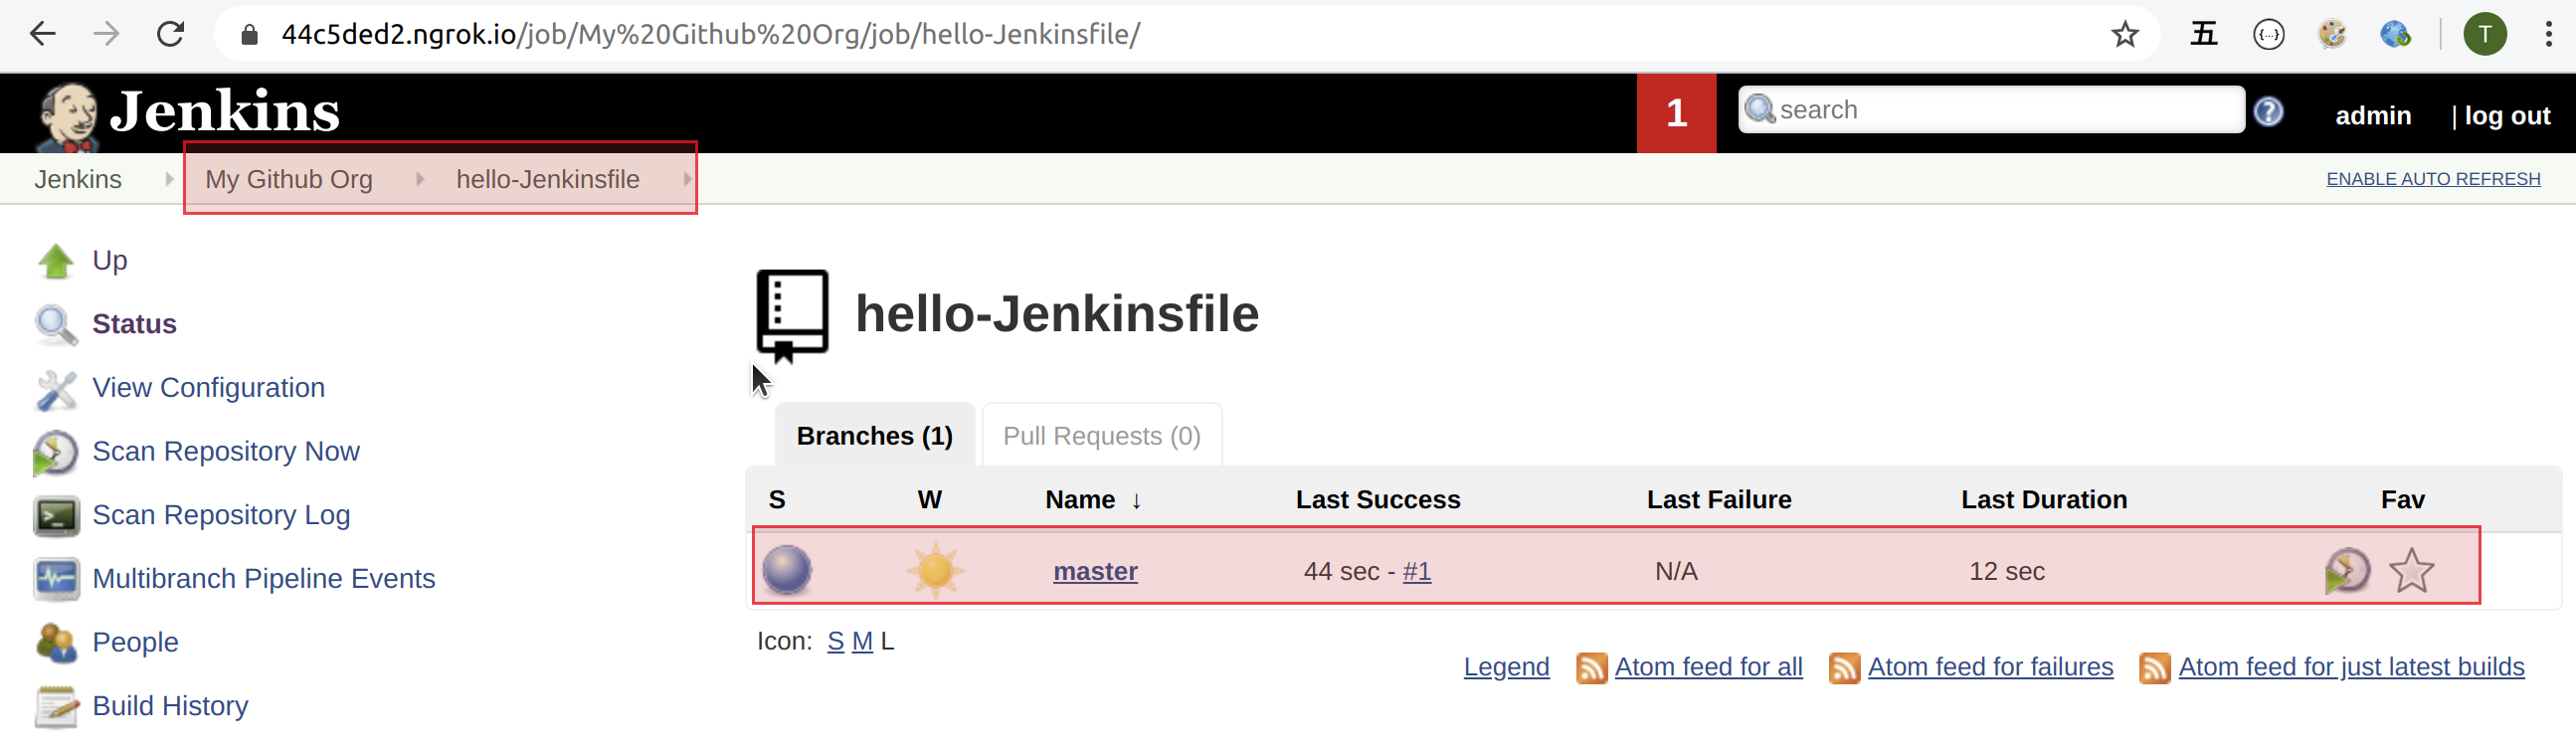 44c5ded2.ngrok.io/job/My%20Github%20Org/job/hello-Jenkinsfile/ 五 {...} T
Jenkins 1 search ? admin | log out
Jenkins My Github Org hello-Jenkinsfile ENABLE AUTO REFRESH
Up
Status
View Configuration
Scan Repository Now
Scan Repository Log
Multibranch Pipeline Events
People
Build History
hello-Jenkinsfile
Branches (1) Pull Requests (0)
S W Name ↓ Last Success Last Failure Last Duration Fav
master 44 sec - #1 N/A 12 sec
Icon: S M L
Legend Atom feed for all Atom feed for failures Atom feed for just latest builds